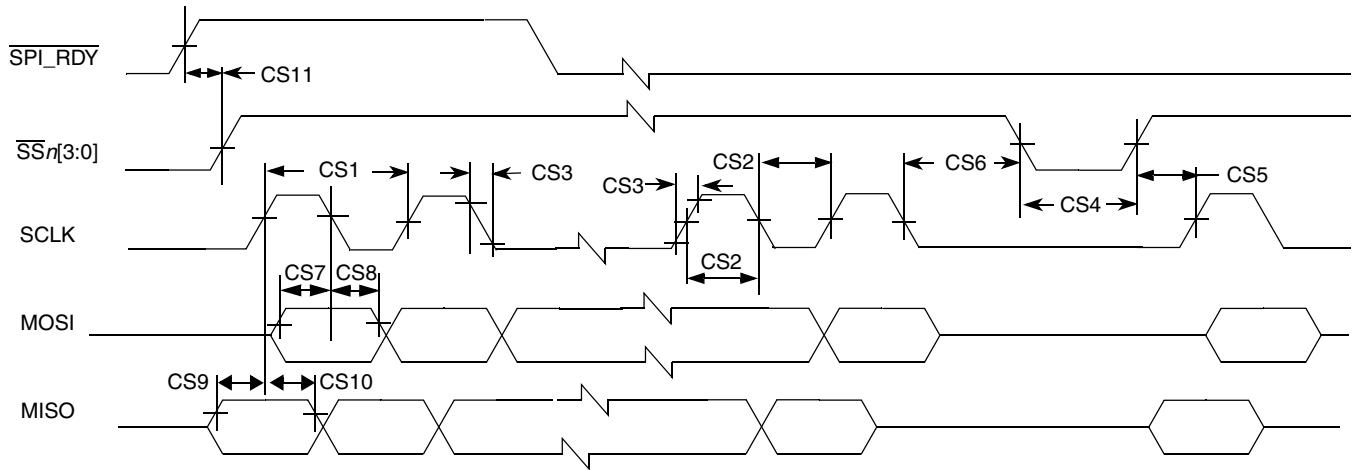 SPI_RDY
CS11
SSn[3:0]
CS1
CS3
CS3
CS2
CS6
CS4
CS5
SCLK
CS2
CS7
CS8
MOSI
CS9
CS10
MISO